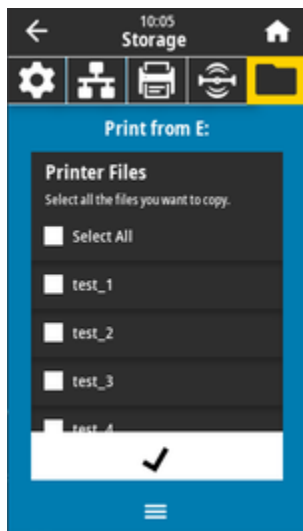 10:05
Storage
Print from E:
Printer Files
Select all the files you want to copy.
Select All
test_1
test_2
test_3
test_4